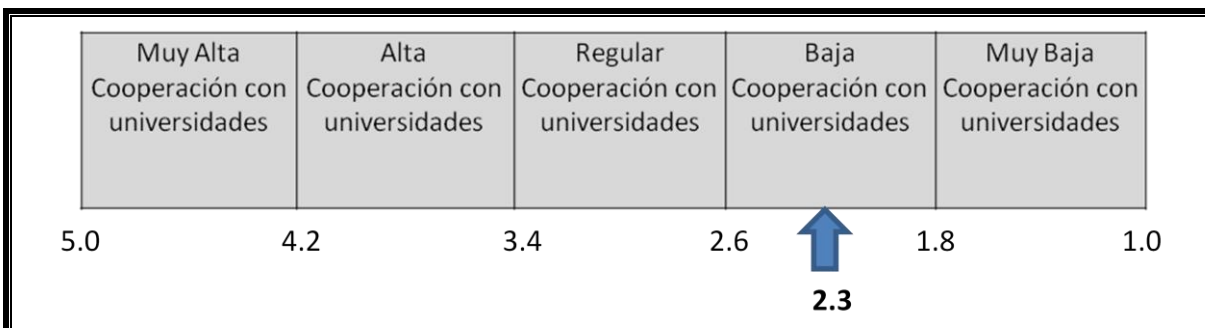 Muy Alta
Cooperación con
universidades
Alta
Cooperación con
universidades
Regular
Cooperación con
universidades
Baja
Cooperación con
universidades
Muy Baja
Cooperación con
universidades
5.0 4.2 3.4 2.6 1.8 1.0
2.3